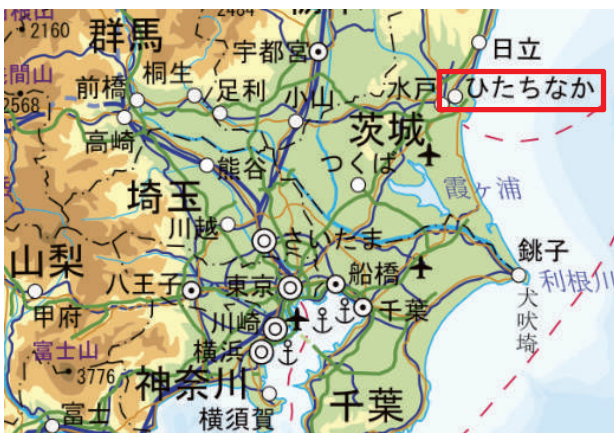 2484
2160
群馬
宇都宮
日立
桐生
足利
小山
水戸
ひたちなか
前橋
2568
間山
高崎
茨城
熊谷
つくば
埼玉
霞ヶ浦
川越
さいたま
山梨
八王子
東京
船橋
銚子
利根川
甲府
川崎
千葉
犬吠埼
富士山
横浜
3776
神奈川
千葉
富士
横須賀